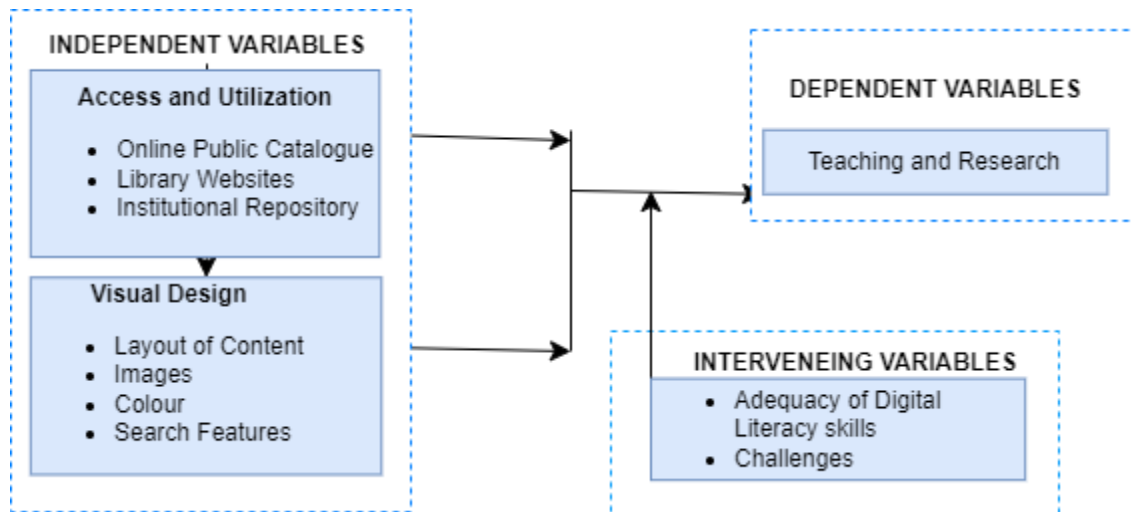 INDEPENDENT VARIABLES
Access and Utilization
• Online Public Catalogue
• Library Websites
• Institutional Repository
Visual Design
• Layout of Content
• Images
• Colour
• Search Features
DEPENDENT VARIABLES
Teaching and Research
INTERVENEING VARIABLES
• Adequacy of Digital
Literacy skills
• Challenges